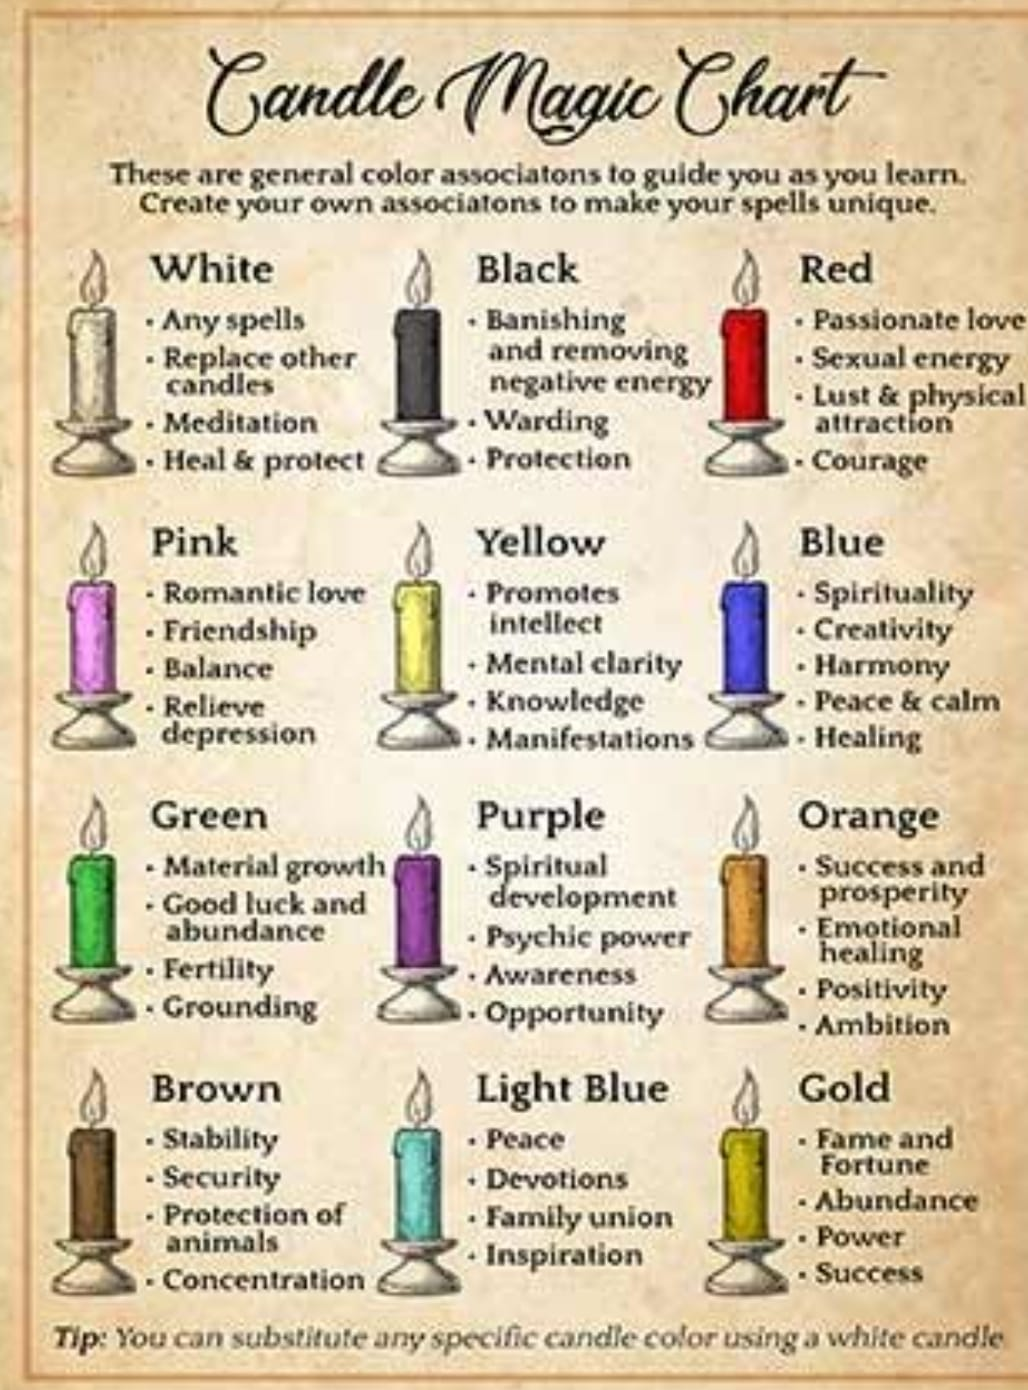 Candle Magic Chart
These are general color associatons to guide you as you learn.
Create your own associatons to make your spells unique.
White
• Any spells
• Replace other
candles
• Meditation
• Heal & protect
Black
• Banishing
and removing
negative energy
• Warding
• Protection
Red
• Passionate love
• Sexual energy
• Lust & physical
attraction
• Courage
Pink
• Romantic love
• Friendship
• Balance
• Relieve
depression
Yellow
• Promotes
intellect
• Mental clarity
• Knowledge
• Manifestations
Blue
• Spirituality
• Creativity
• Harmony
• Peace & calm
• Healing
Green
• Material growth
• Good luck and
abundance
• Fertility
• Grounding
Purple
• Spiritual
development
• Psychic power
• Awareness
• Opportunity
Orange
• Success and
prosperity
• Emotional
healing
• Positivity
• Ambition
Brown
• Stability
• Security
• Protection of
animals
• Concentration
Light Blue
• Peace
• Devotions
• Family union
• Inspiration
Gold
• Fame and
Fortune
• Abundance
• Power
• Success
Tip: You can substitute any specific candle color using a white candle